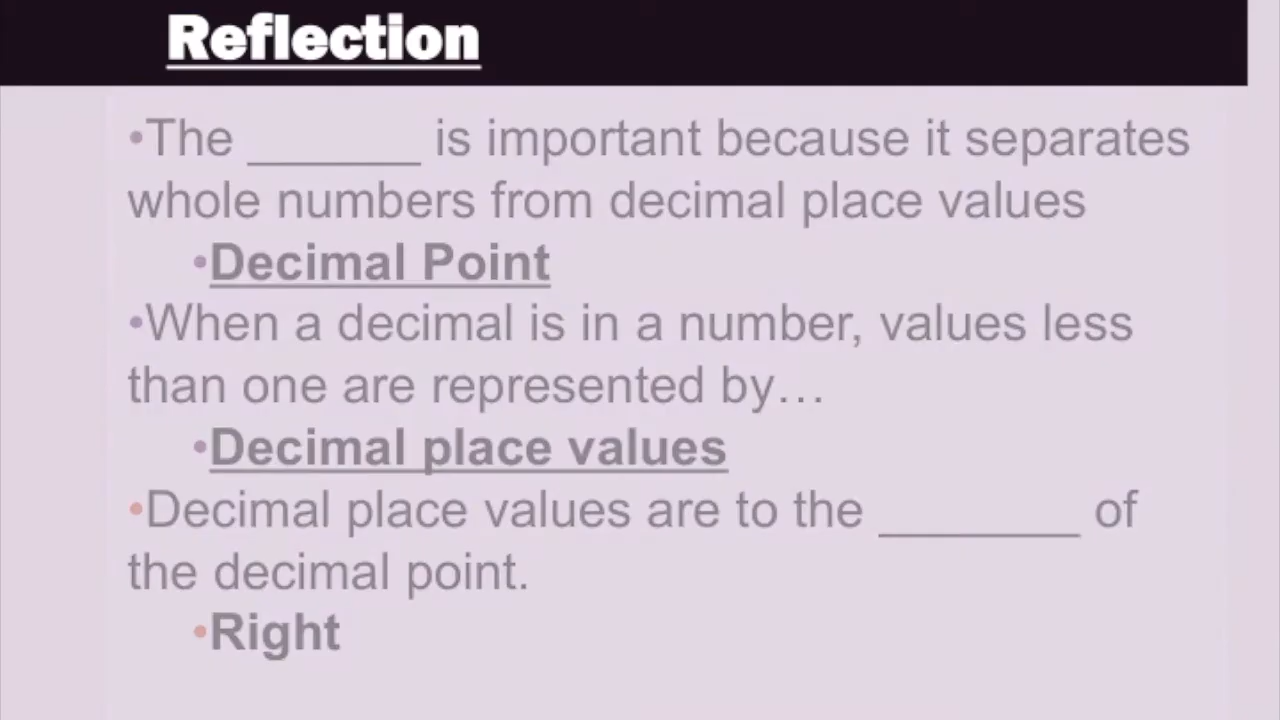 Reflection
•The ______ is important because it separates
whole numbers from decimal place values
•Decimal Point
•When a decimal is in a number, values less
than one are represented by…
•Decimal place values
•Decimal place values are to the _______ of
the decimal point.
•Right